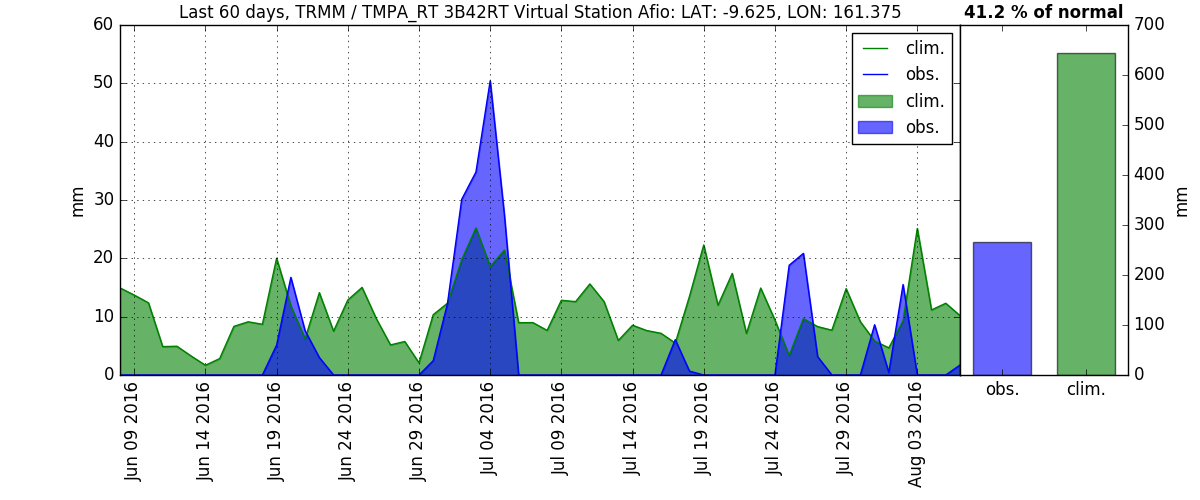 Last 60 days, TRMM / TMPA_RT 3B42RT Virtual Station Afio: LAT: -9.625, LON: 161.375
41.2 % of normal
60
50
40
30
20
10
0
mm
clim.
obs.
clim.
obs.
Jun 09 2016
Jun 14 2016
Jun 19 2016
Jun 24 2016
Jun 29 2016
Jul 04 2016
Jul 09 2016
Jul 14 2016
Jul 19 2016
Jul 24 2016
Jul 29 2016
Aug 03 2016
700
600
500
400
300
200
100
0
mm
obs.
clim.